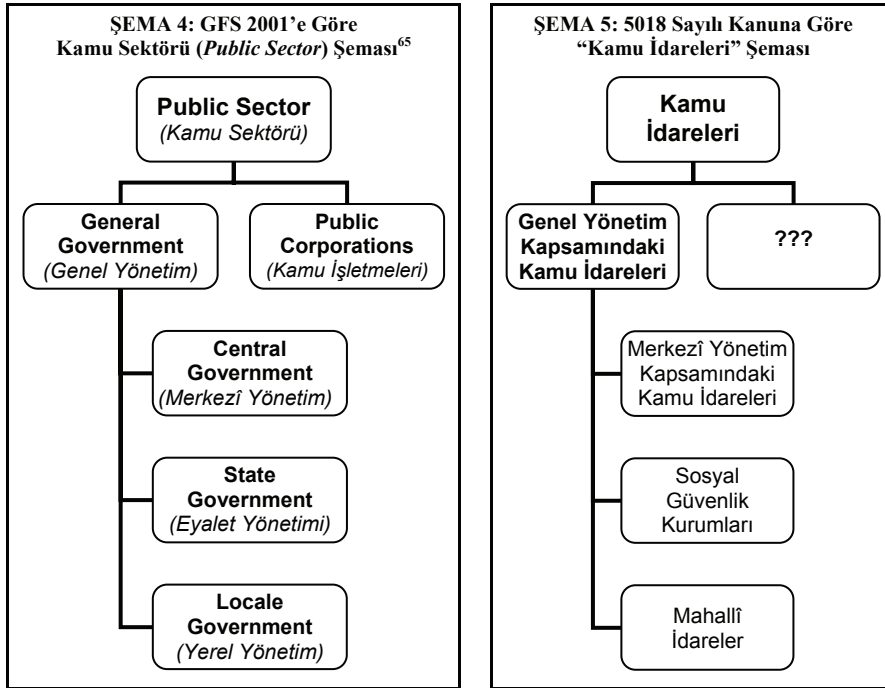 ŞEMA 4: GFS 2001’e Göre
Kamu Sektörü (Public Sector) Şeması65
Public Sector
(Kamu Sektörü)
General
Government
(Genel Yönetim)
Public
Corporations
(Kamu İşletmeleri)
Central
Government
(Merkezî Yönetim)
State
Government
(Eyalet Yönetimi)
Locale
Government
(Yerel Yönetim)
ŞEMA 5: 5018 Sayılı Kanuna Göre
“Kamu İdareleri” Şeması
Kamu
İdareleri
Genel Yönetim
Kapsamındaki
Kamu İdareleri
???
Merkezî Yönetim
Kapsamındaki
Kamu İdareleri
Sosyal
Güvenlik
Kurumları
Mahallî
İdareler